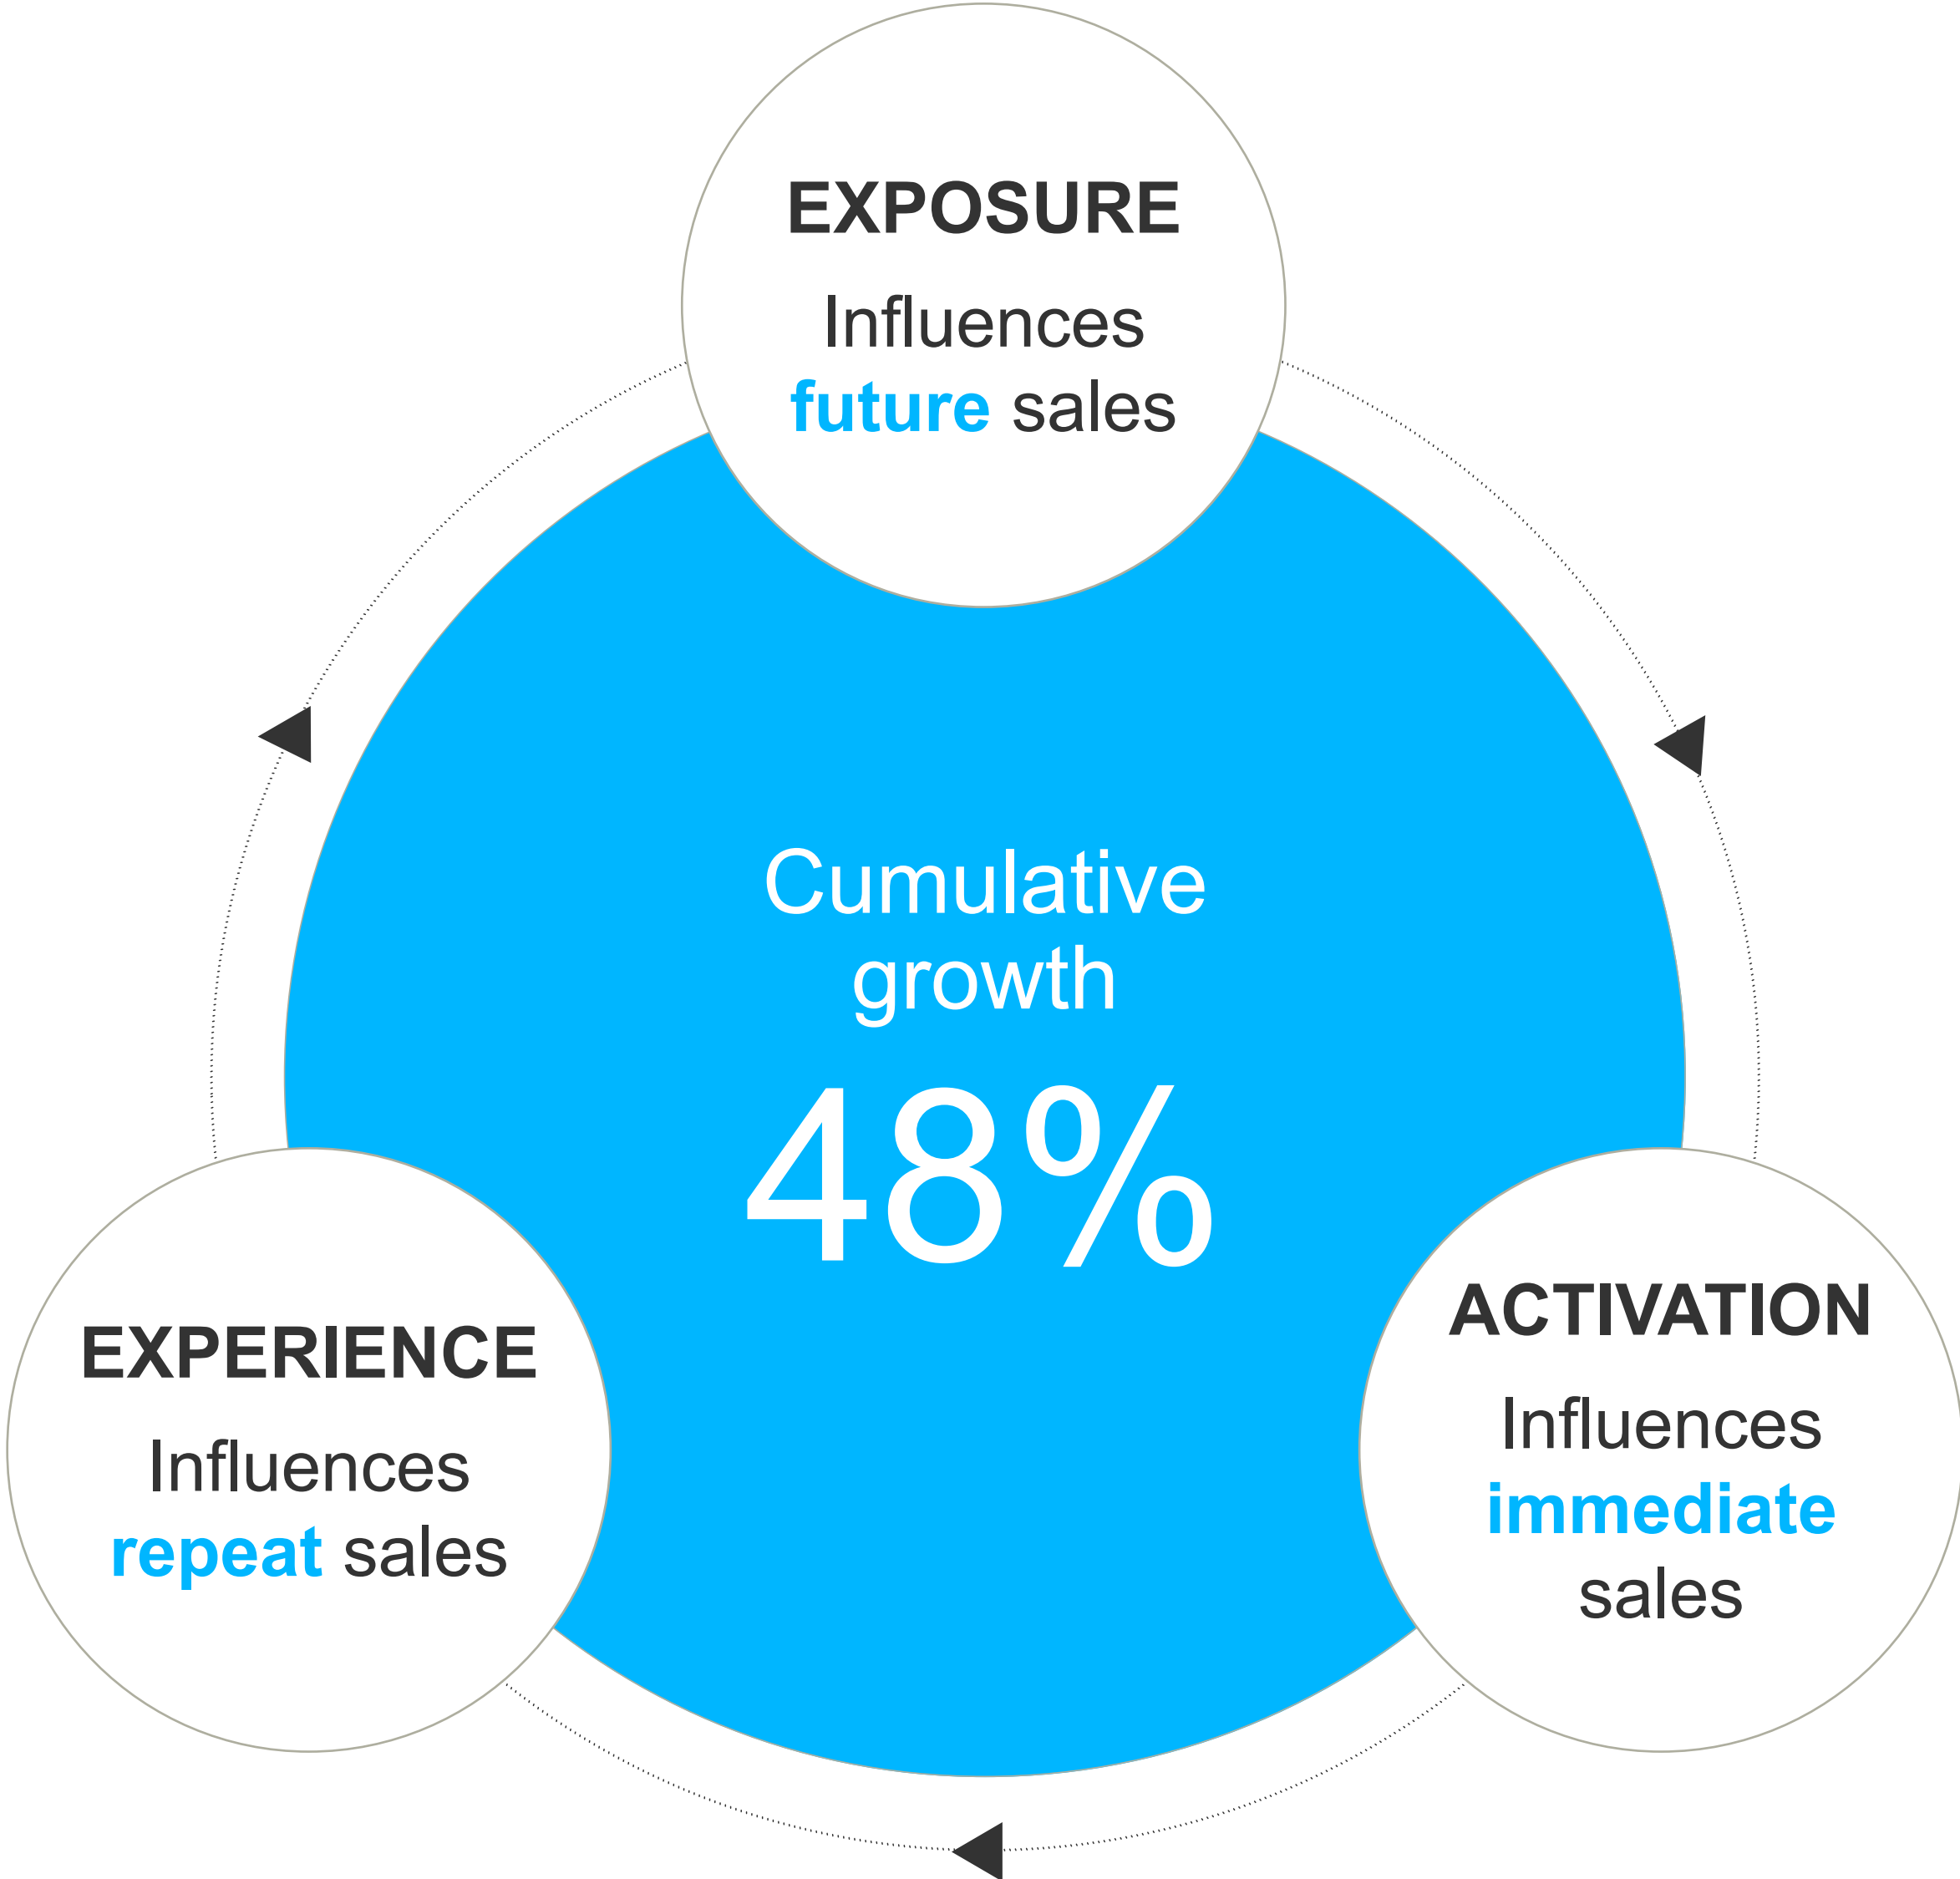 EXPOSURE
Influences
future sales
Cumulative
growth
48%
EXPERIENCE
Influences
repeat sales
ACTIVATION
Influences
immediate
sales